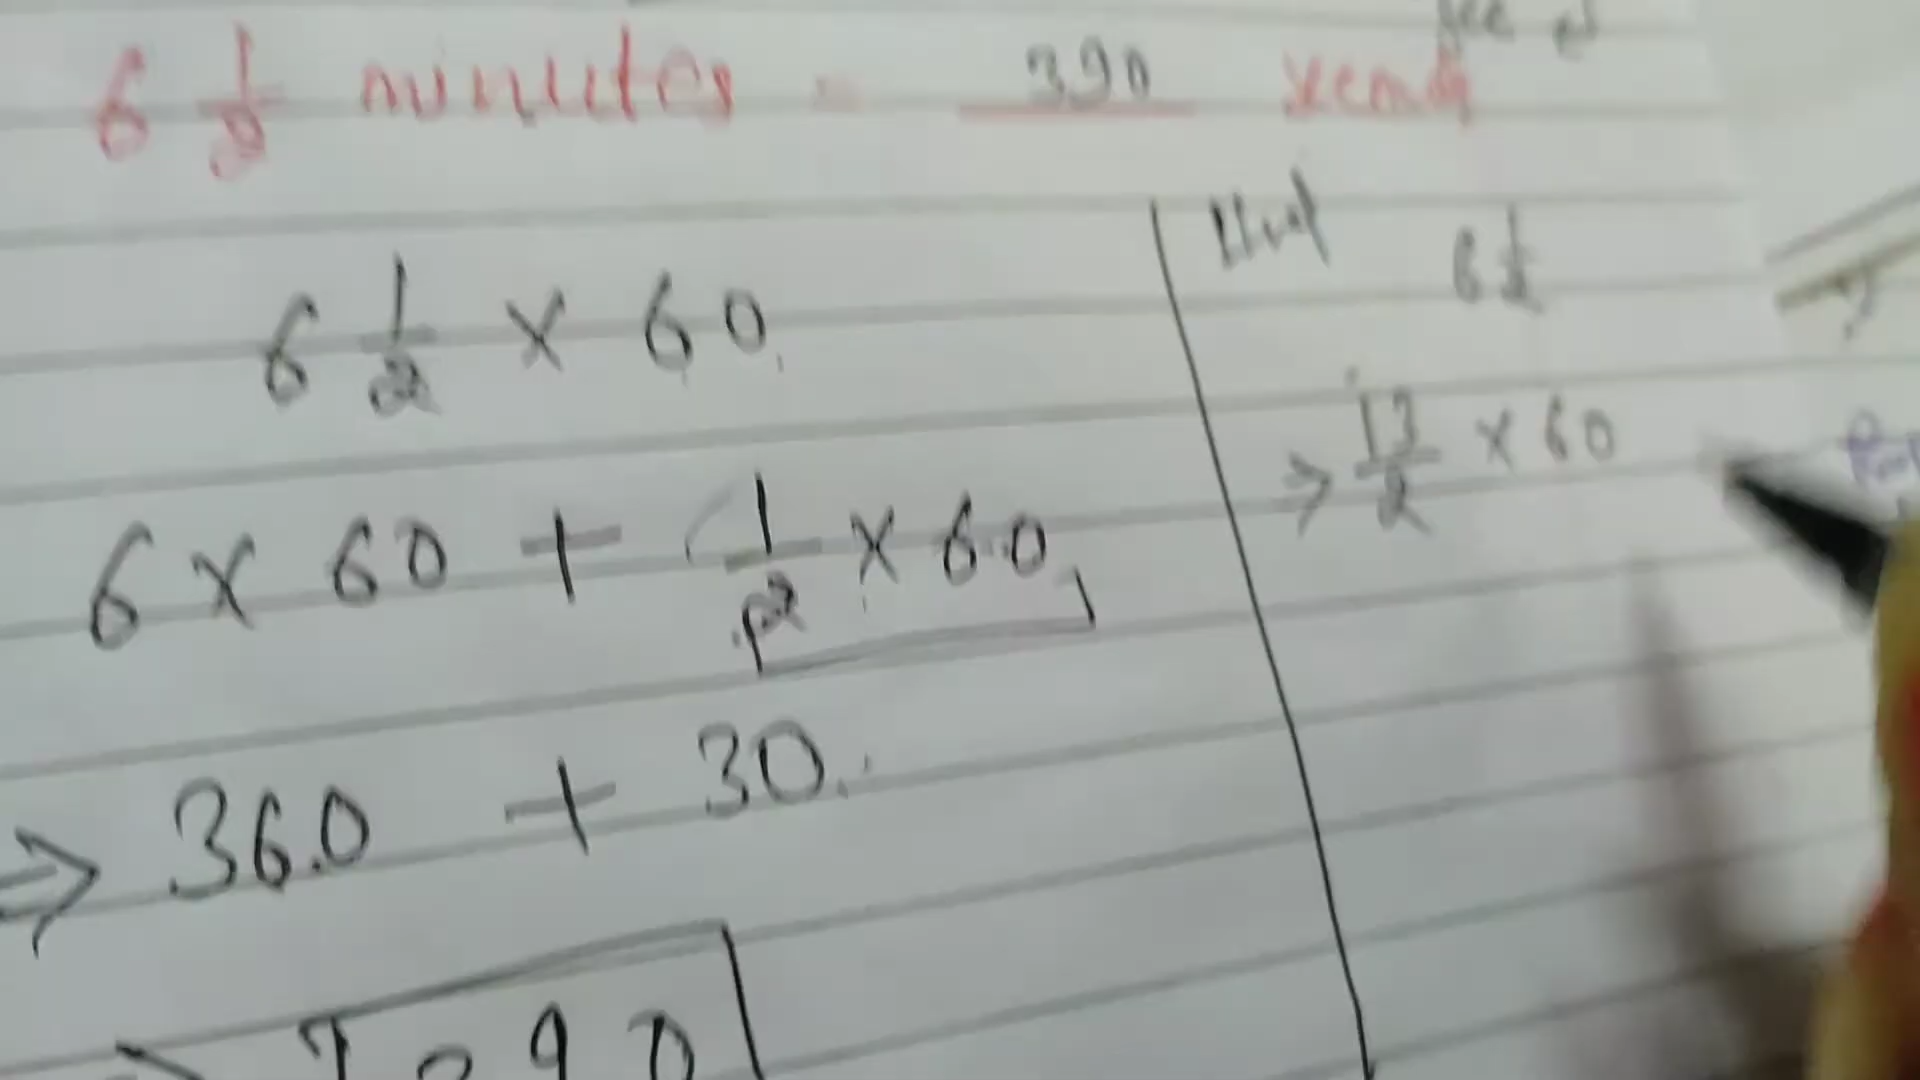 6 1/2 minutes = 390 seconds
6 1/2 × 60
6 × 60 + 1/2 × 60
⇒ 360 + 30
390
6 1/2
⇒ 13/2 × 60